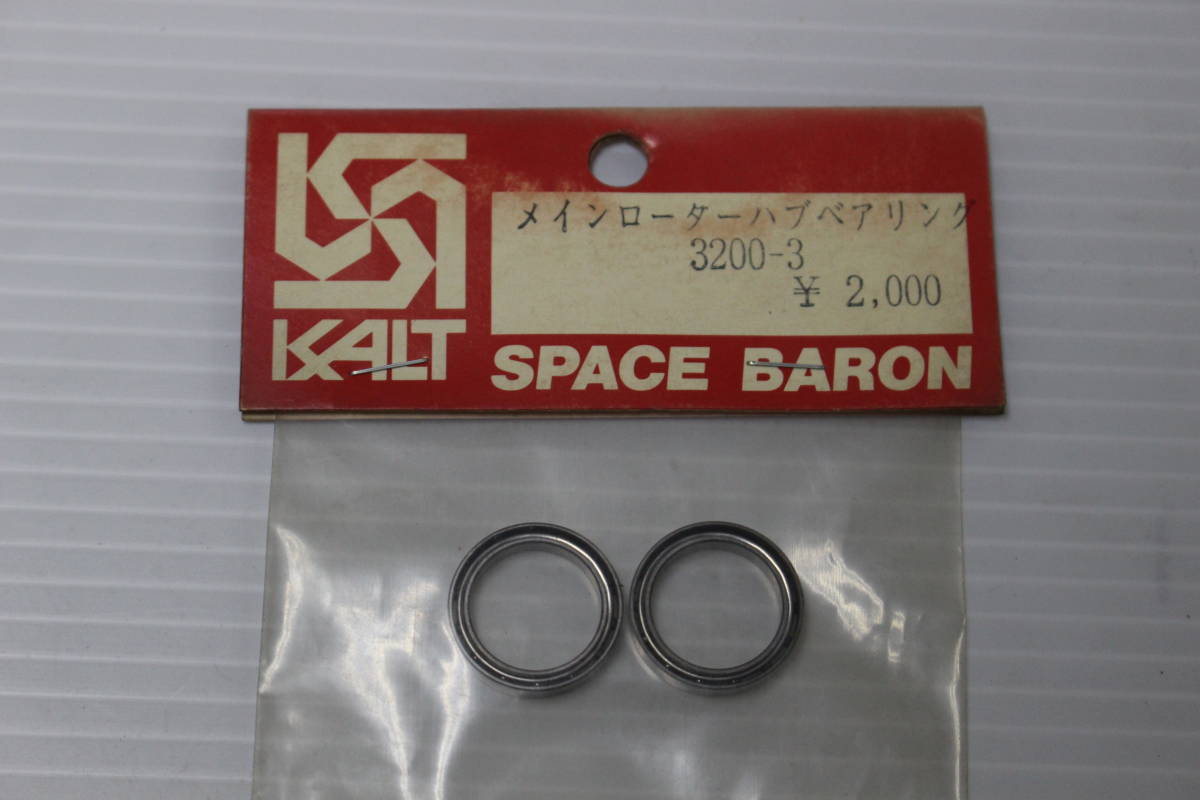 メインローターハブベアリング
3200-3
¥ 2,000
KALT
SPACE BARON